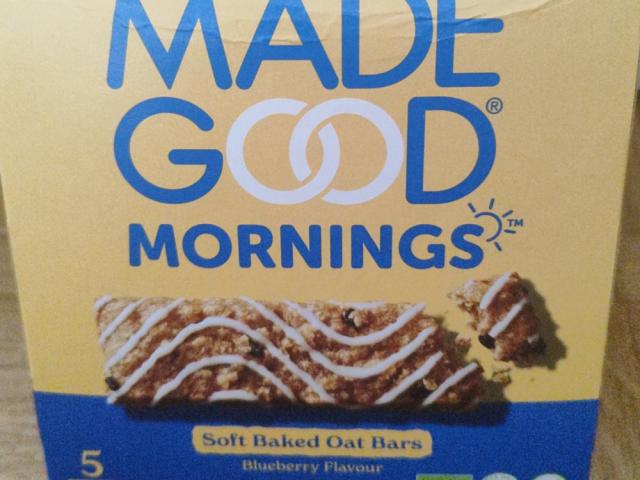 MADE
GOOD®
MORNINGS™
Soft Baked Oat Bars
Blueberry Flavour
5